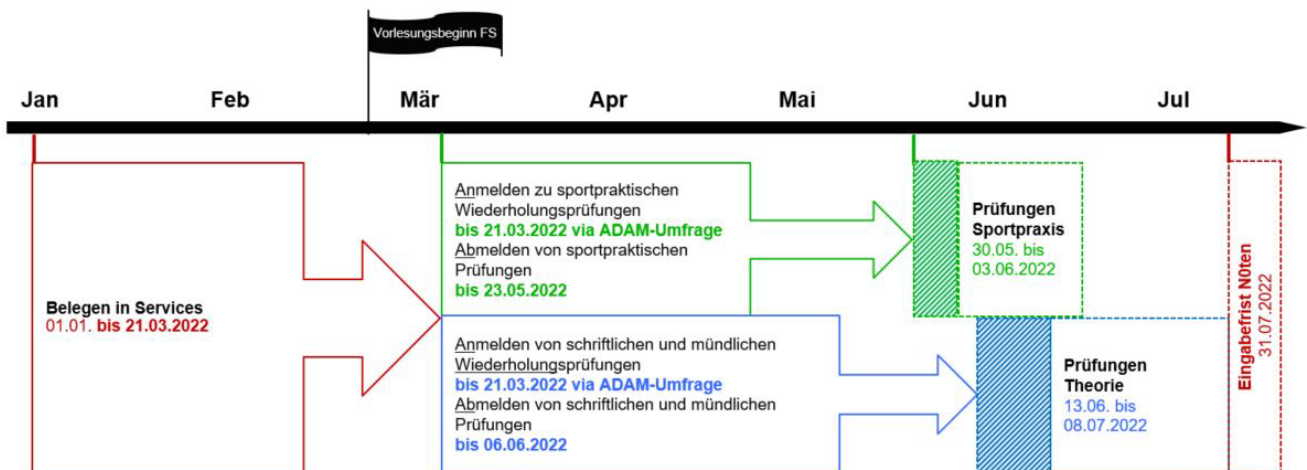 Vorlesungsbeginn FS
Jan Feb Mär Apr Mai Jun Jul
Belegen in Services
01.01. bis 21.03.2022
Anmelden zu sportpraktischen
Wiederholungsprüfungen
bis 21.03.2022 via ADAM-Umfrage
Abmelden von sportpraktischen
Prüfungen
bis 23.05.2022
Prüfungen
Sportpraxis
30.05. bis
03.06.2022
Anmelden von schriftlichen und mündlichen
Wiederholungsprüfungen
bis 21.03.2022 via ADAM-Umfrage
Abmelden von schriftlichen und mündlichen
Prüfungen
bis 06.06.2022
Prüfungen
Theorie
13.06. bis
08.07.2022
Eingabefrist N0ten
31.07.2022